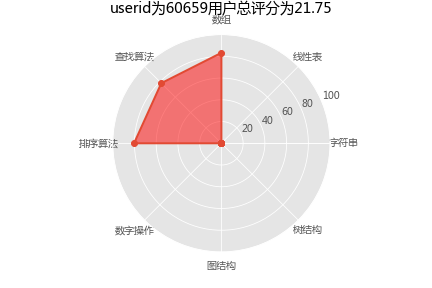 userid为60659用户总评分为21.75
数组
查找算法
线性表
100
80
60
40
20
排序算法
字符串
数字操作
树结构
图结构